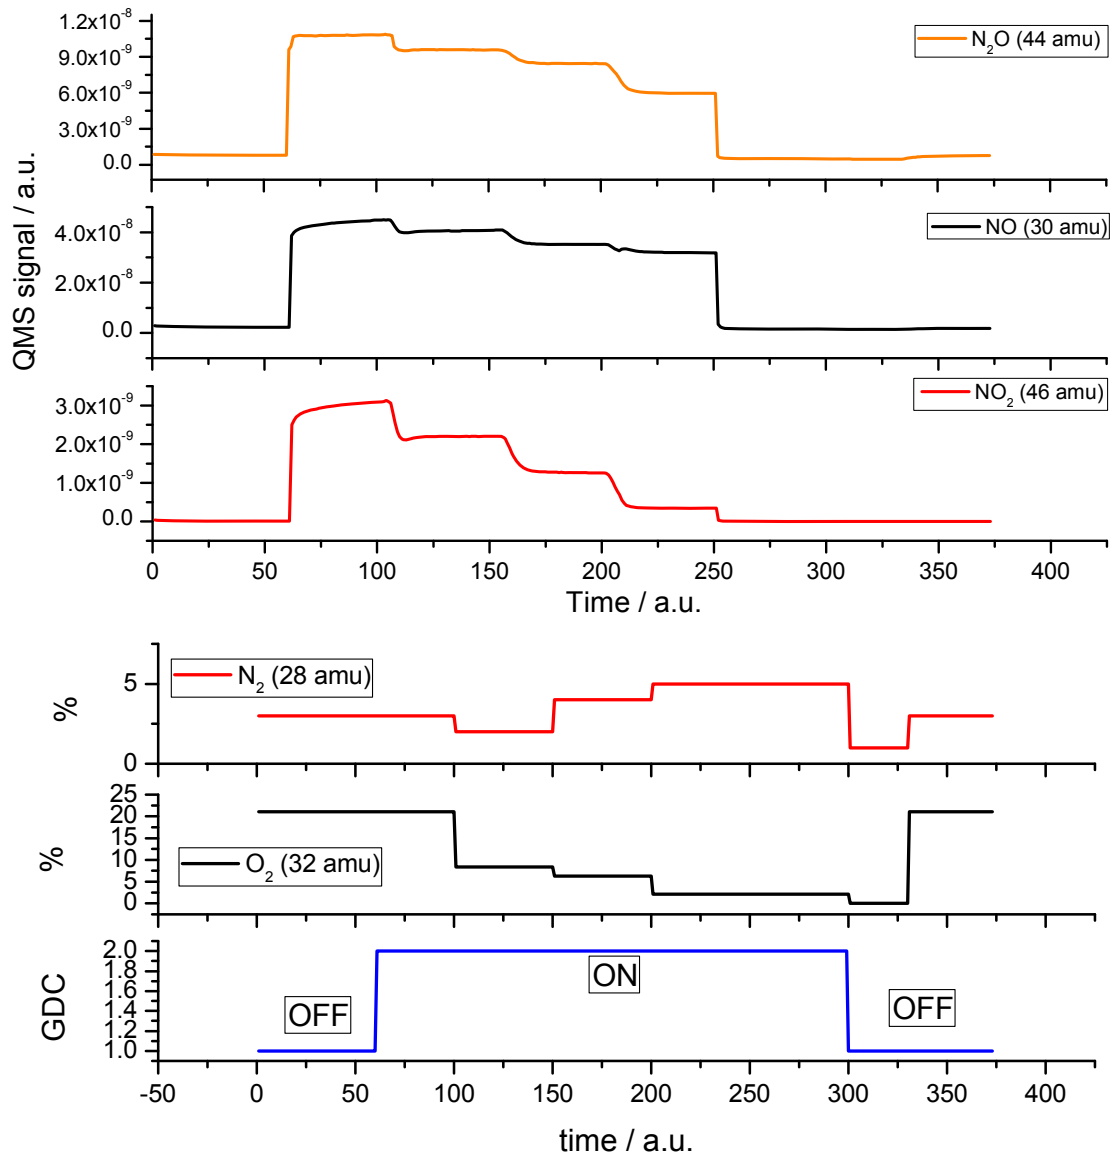 QMS signal / a.u.
1.2x10⁻⁸
9.0x10⁻⁹
6.0x10⁻⁹
3.0x10⁻⁹
0.0
N₂O (44 amu)
4.0x10⁻⁸
2.0x10⁻⁸
0.0
NO (30 amu)
3.0x10⁻⁹
2.0x10⁻⁹
1.0x10⁻⁹
0.0
NO₂ (46 amu)
0 50 100 150 200 250 300 350 400
Time / a.u.
%
5
0
N₂ (28 amu)
%
25
20
15
10
5
0
O₂ (32 amu)
GDC
2.0
1.8
1.6
1.4
1.2
1.0
OFF
ON
OFF
-50 0 50 100 150 200 250 300 350 400
time / a.u.